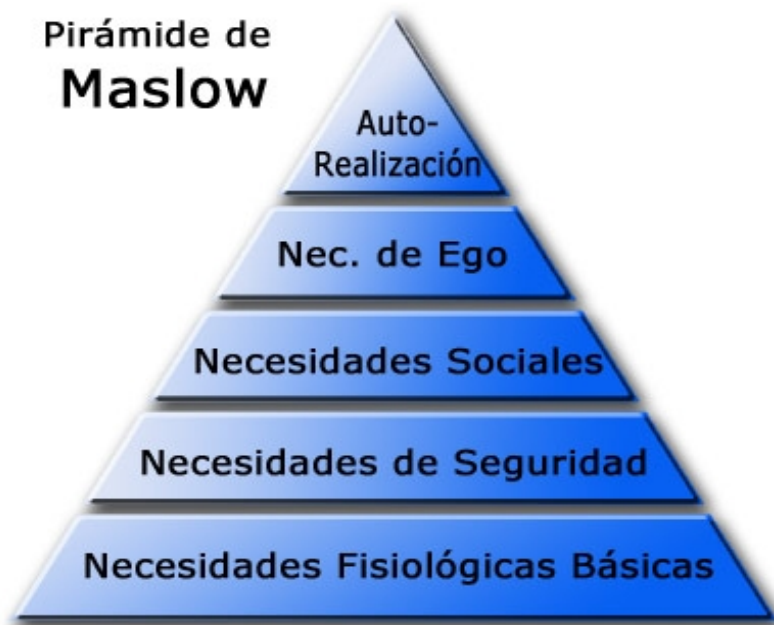 Pirámide de
Maslow
Auto-
Realización
Nec. de Ego
Necesidades Sociales
Necesidades de Seguridad
Necesidades Fisiológicas Básicas